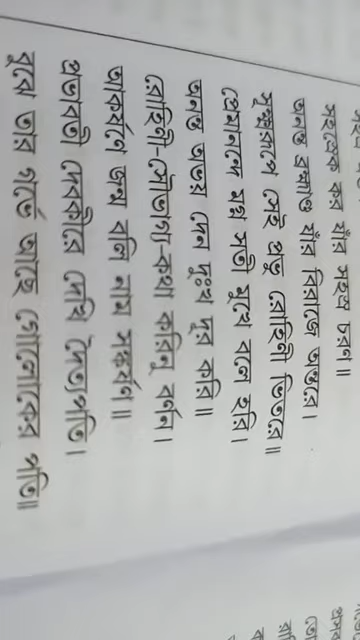 সহস্রেক কর যাঁর সহস্র চরণ॥
অনন্ত ব্রহ্মাণ্ড যাঁর বিরাজে অন্তরে।
সূক্ষ্মরূপে সেই প্রভু রোহিণী ভিতরে॥
প্রেমানন্দে মগ্ন সতী মুখে বলে হরি।
অনন্ত অভয় দেন দুঃখ দূর করি॥
রোহিণী-সৌভাগ্য-কথা করিনু বর্ণন।
আকর্ষণে জন্ম বলি নাম সঙ্কর্ষণ॥
প্রভাবতী দেবকীরে দেখি দৈত্যপতি।
বুঝে তার গর্ভে আছে গোলোকের পতি॥